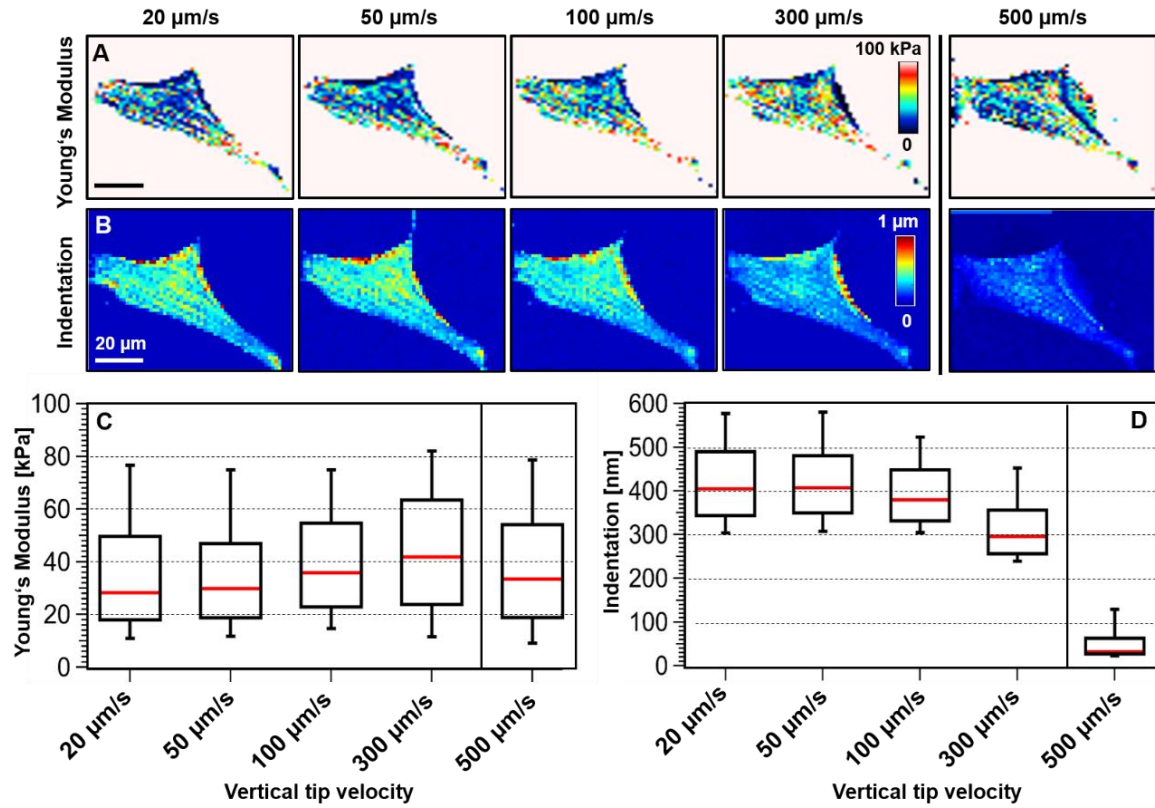 20 µm/s 50 µm/s 100 µm/s 300 µm/s 500 µm/s
Young‘s Modulus
A
100 kPa
0
Indentation
B
20 µm
1 µm
0
C
Young‘s Modulus [kPa]
100
80
60
40
20
0
20 µm/s 50 µm/s 100 µm/s 300 µm/s 500 µm/s
Vertical tip velocity
D
Indentation [nm]
600
500
400
300
200
100
0
20 µm/s 50 µm/s 100 µm/s 300 µm/s 500 µm/s
Vertical tip velocity